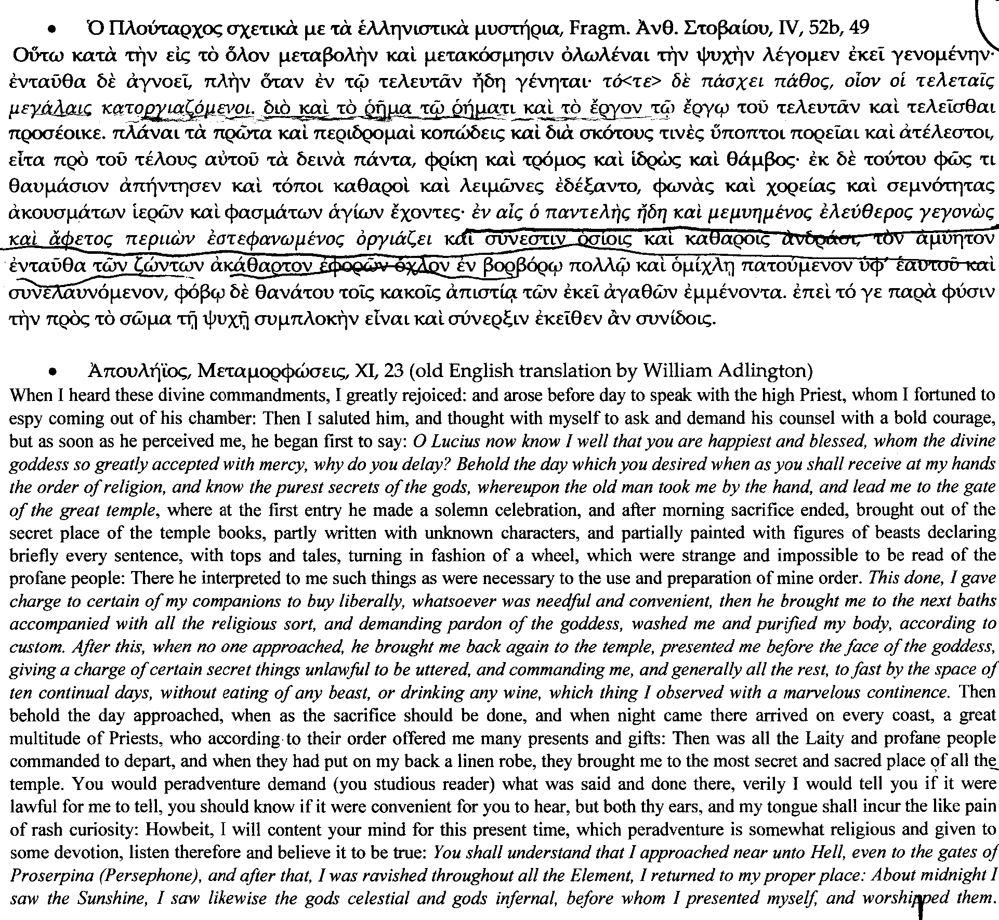 • Ὁ Πλούταρχος σχετικὰ με τὰ ἑλληνιστικὰ μυστήρια, Fragm. Ἀνθ. Στοβαίου, IV, 52b, 49
Οὕτω κατὰ τὴν εἰς τὸ ὅλον μεταβολὴν καὶ μετακόσμησιν ὀλωλέναι τὴν ψυχὴν λέγομεν ἐκεῖ γενομένην·
ἐνταῦθα δὲ ἀγνοεῖ, πλὴν ὅταν ἐν τῷ τελευτᾶν ἤδη γένηται· τό<τε> δὲ πάσχει πάθος, οἷον οἱ τελεταῖς
μεγάλαις κατοργιαζόμενοι. διὸ καὶ τὸ ῥῆμα τῷ ῥήματι καὶ τὸ ἔργον τῷ ἔργῳ τοῦ τελευτᾶν καὶ τελεῖσθαι
προσέοικε. πλάναι τὰ πρῶτα καὶ περιδρομαὶ κοπώδεις καὶ διὰ σκότους τινὲς ὕποπτοι πορεῖαι καὶ ἀτέλεστοι,
εἶτα πρὸ τοῦ τέλους αὐτοῦ τὰ δεινὰ πάντα, φρίκη καὶ τρόμος καὶ ἱδρὼς καὶ θάμβος· ἐκ δὲ τούτου φῶς τι
θαυμάσιον ἀπήντησεν καὶ τόποι καθαροὶ καὶ λειμῶνες ἐδέξαντο, φωνὰς καὶ χορείας καὶ σεμνότητας
ἀκουσμάτων ἱερῶν καὶ φασμάτων ἁγίων ἔχοντες· ἐν αἷς ὁ παντελὴς ἤδη καὶ μεμυημένος ἐλεύθερος γεγονὼς
καὶ ἄφετος περιιὼν ἐστεφανωμένος ὀργιάζει καὶ σύνεστιν ὁσίοις καὶ καθαροῖς ἀνδράσι, τὸν ἀμύητον
ἐνταῦθα τῶν ζώντων ἀκάθαρτον ἐφορῶν ὄχλον ἐν βορβόρῳ πολλῷ καὶ ὁμίχλῃ πατούμενον ὑφ' ἑαυτοῦ καὶ
συνελαυνόμενον, φόβῳ δὲ θανάτου τοῖς κακοῖς ἀπιστίᾳ τῶν ἐκεῖ ἀγαθῶν ἐμμένοντα. ἐπεὶ τό γε παρὰ φύσιν
τὴν πρὸς τὸ σῶμα τῇ ψυχῇ συμπλοκὴν εἶναι καὶ σύνερξιν ἐκεῖθεν ἂν συνίδοις.
• Ἀπουλήϊος, Μεταμορφώσεις, XI, 23 (old English translation by William Adlington)
When I heard these divine commandments, I greatly rejoiced: and arose before day to speak with the high Priest, whom I fortuned to
espy coming out of his chamber: Then I saluted him, and thought with myself to ask and demand his counsel with a bold courage,
but as soon as he perceived me, he began first to say: O Lucius now know I well that you are happiest and blessed, whom the divine
goddess so greatly accepted with mercy, why do you delay? Behold the day which you desired when as you shall receive at my hands
the order of religion, and know the purest secrets of the gods, whereupon the old man took me by the hand, and lead me to the gate
of the great temple, where at the first entry he made a solemn celebration, and after morning sacrifice ended, brought out of the
secret place of the temple books, partly written with unknown characters, and partially painted with figures of beasts declaring
briefly every sentence, with tops and tales, turning in fashion of a wheel, which were strange and impossible to be read of the
profane people: There he interpreted to me such things as were necessary to the use and preparation of mine order. This done, I gave
charge to certain of my companions to buy liberally, whatsoever was needful and convenient, then he brought me to the next baths
accompanied with all the religious sort, and demanding pardon of the goddess, washed me and purified my body, according to
custom. After this, when no one approached, he brought me back again to the temple, presented me before the face of the goddess,
giving a charge of certain secret things unlawful to be uttered, and commanding me, and generally all the rest, to fast by the space of
ten continual days, without eating of any beast, or drinking any wine, which thing I observed with a marvelous continence. Then
behold the day approached, when as the sacrifice should be done, and when night came there arrived on every coast, a great
multitude of Priests, who according to their order offered me many presents and gifts: Then was all the Laity and profane people
commanded to depart, and when they had put on my back a linen robe, they brought me to the most secret and sacred place of all the
temple. You would peradventure demand (you studious reader) what was said and done there, verily I would tell you if it were
lawful for me to tell, you should know if it were convenient for you to hear, but both thy ears, and my tongue shall incur the like pain
of rash curiosity: Howbeit, I will content your mind for this present time, which peradventure is somewhat religious and given to
some devotion, listen therefore and believe it to be true: You shall understand that I approached near unto Hell, even to the gates of
Proserpina (Persephone), and after that, I was ravished throughout all the Element, I returned to my proper place: About midnight I
saw the Sunshine, I saw likewise the gods celestial and gods infernal, before whom I presented myself, and worshipped them.